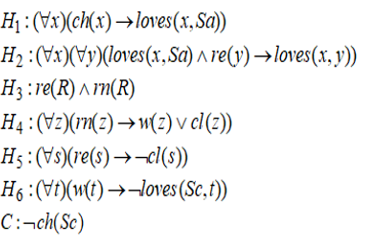 H₁:(∀x)(ch(x)→loves(x,Sa))
H₂:(∀x)(∀y)(loves(x,Sa)∧re(y)→loves(x,y))
H₃:re(R)∧rn(R)
H₄:(∀z)(rn(z)→w(z)∨cl(z))
H₅:(∀s)(re(s)→¬cl(s))
H₆:(∀t)(w(t)→¬loves(Sc,t))
C:¬ch(Sc)